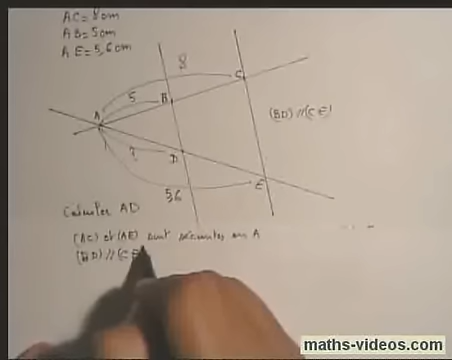 AC = 8cm
AB = 5cm
AE = 5,6cm
8
C
5
B
A
(BD) // (CE)
?
D
E
5,6
Calculer AD
(AC) et (AE) sont sécantes en A
(BD) // (CE
maths-videos.com